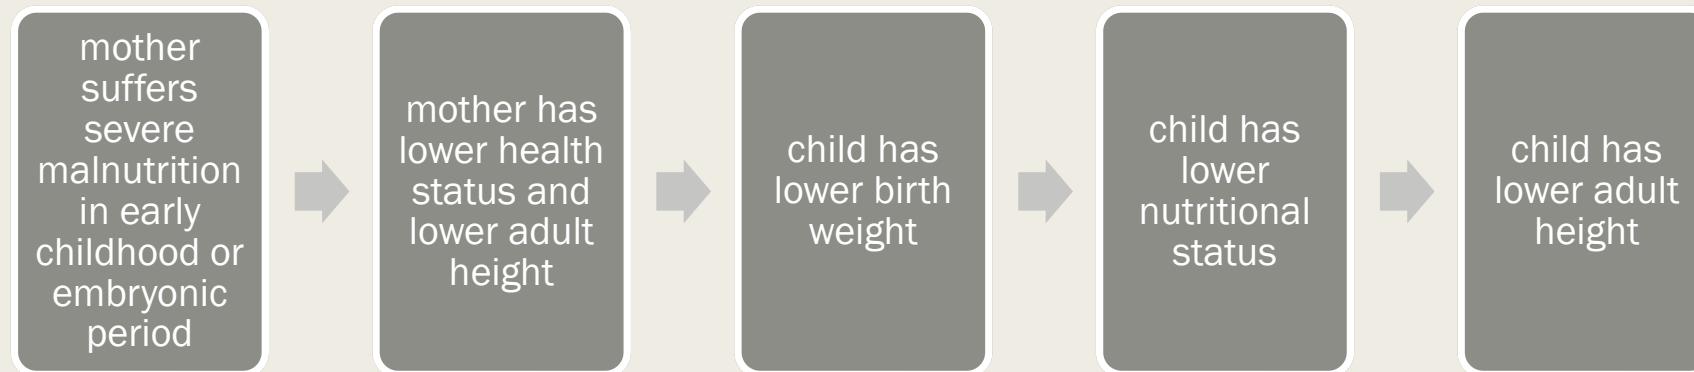 mother
suffers
severe
malnutrition
in early
childhood or
embryonic
period
mother has
lower health
status and
lower adult
height
child has
lower birth
weight
child has
lower
nutritional
status
child has
lower adult
height